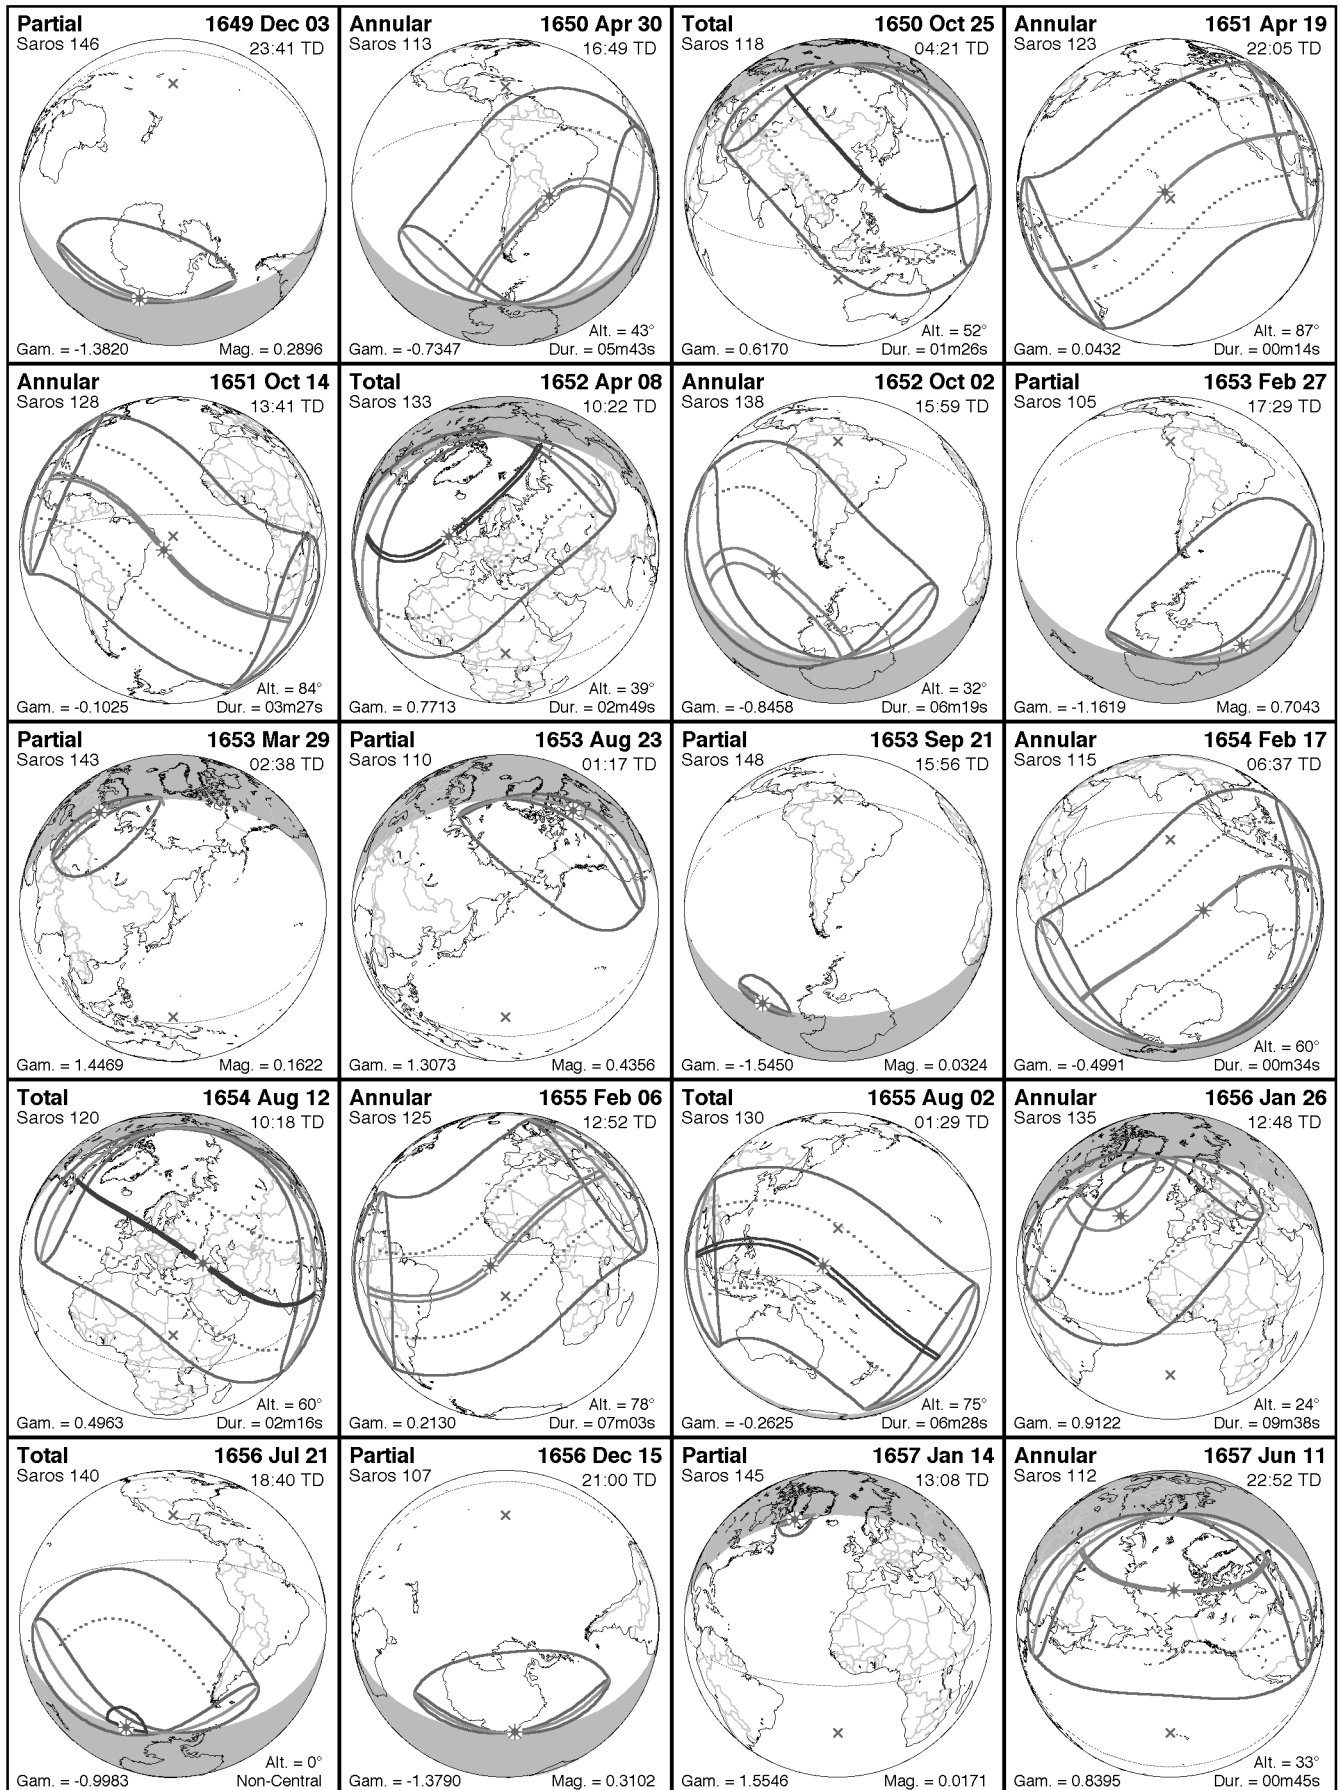 Partial 1649 Dec 03
Saros 146 23:41 TD
Gam. = -1.3820 Mag. = 0.2896
Annular 1650 Apr 30
Saros 113 16:49 TD
Alt. = 43°
Gam. = -0.7347 Dur. = 05m43s
Total 1650 Oct 25
Saros 118 04:21 TD
Alt. = 52°
Gam. = 0.6170 Dur. = 01m26s
Annular 1651 Apr 19
Saros 123 22:05 TD
Alt. = 87°
Gam. = 0.0432 Dur. = 00m14s
Annular 1651 Oct 14
Saros 128 13:41 TD
Alt. = 84°
Gam. = -0.1025 Dur. = 03m27s
Total 1652 Apr 08
Saros 133 10:22 TD
Alt. = 39°
Gam. = 0.7713 Dur. = 02m49s
Annular 1652 Oct 02
Saros 138 15:59 TD
Alt. = 32°
Gam. = -0.8458 Dur. = 06m19s
Partial 1653 Feb 27
Saros 105 17:29 TD
Gam. = -1.1619 Mag. = 0.7043
Partial 1653 Mar 29
Saros 143 02:38 TD
Gam. = 1.4469 Mag. = 0.1622
Partial 1653 Aug 23
Saros 110 01:17 TD
Gam. = 1.3073 Mag. = 0.4356
Partial 1653 Sep 21
Saros 148 15:56 TD
Gam. = -1.5450 Mag. = 0.0324
Annular 1654 Feb 17
Saros 115 06:37 TD
Alt. = 60°
Gam. = -0.4991 Dur. = 00m34s
Total 1654 Aug 12
Saros 120 10:18 TD
Alt. = 60°
Gam. = 0.4963 Dur. = 02m16s
Annular 1655 Feb 06
Saros 125 12:52 TD
Alt. = 78°
Gam. = 0.2130 Dur. = 07m03s
Total 1655 Aug 02
Saros 130 01:29 TD
Alt. = 75°
Gam. = -0.2625 Dur. = 06m28s
Annular 1656 Jan 26
Saros 135 12:48 TD
Alt. = 24°
Gam. = 0.9122 Dur. = 09m38s
Total 1656 Jul 21
Saros 140 18:40 TD
Alt. = 0°
Gam. = -0.9983 Non-Central
Partial 1656 Dec 15
Saros 107 21:00 TD
Gam. = -1.3790 Mag. = 0.3102
Partial 1657 Jan 14
Saros 145 13:08 TD
Gam. = 1.5546 Mag. = 0.0171
Annular 1657 Jun 11
Saros 112 22:52 TD
Alt. = 33°
Gam. = 0.8395 Dur. = 00m45s